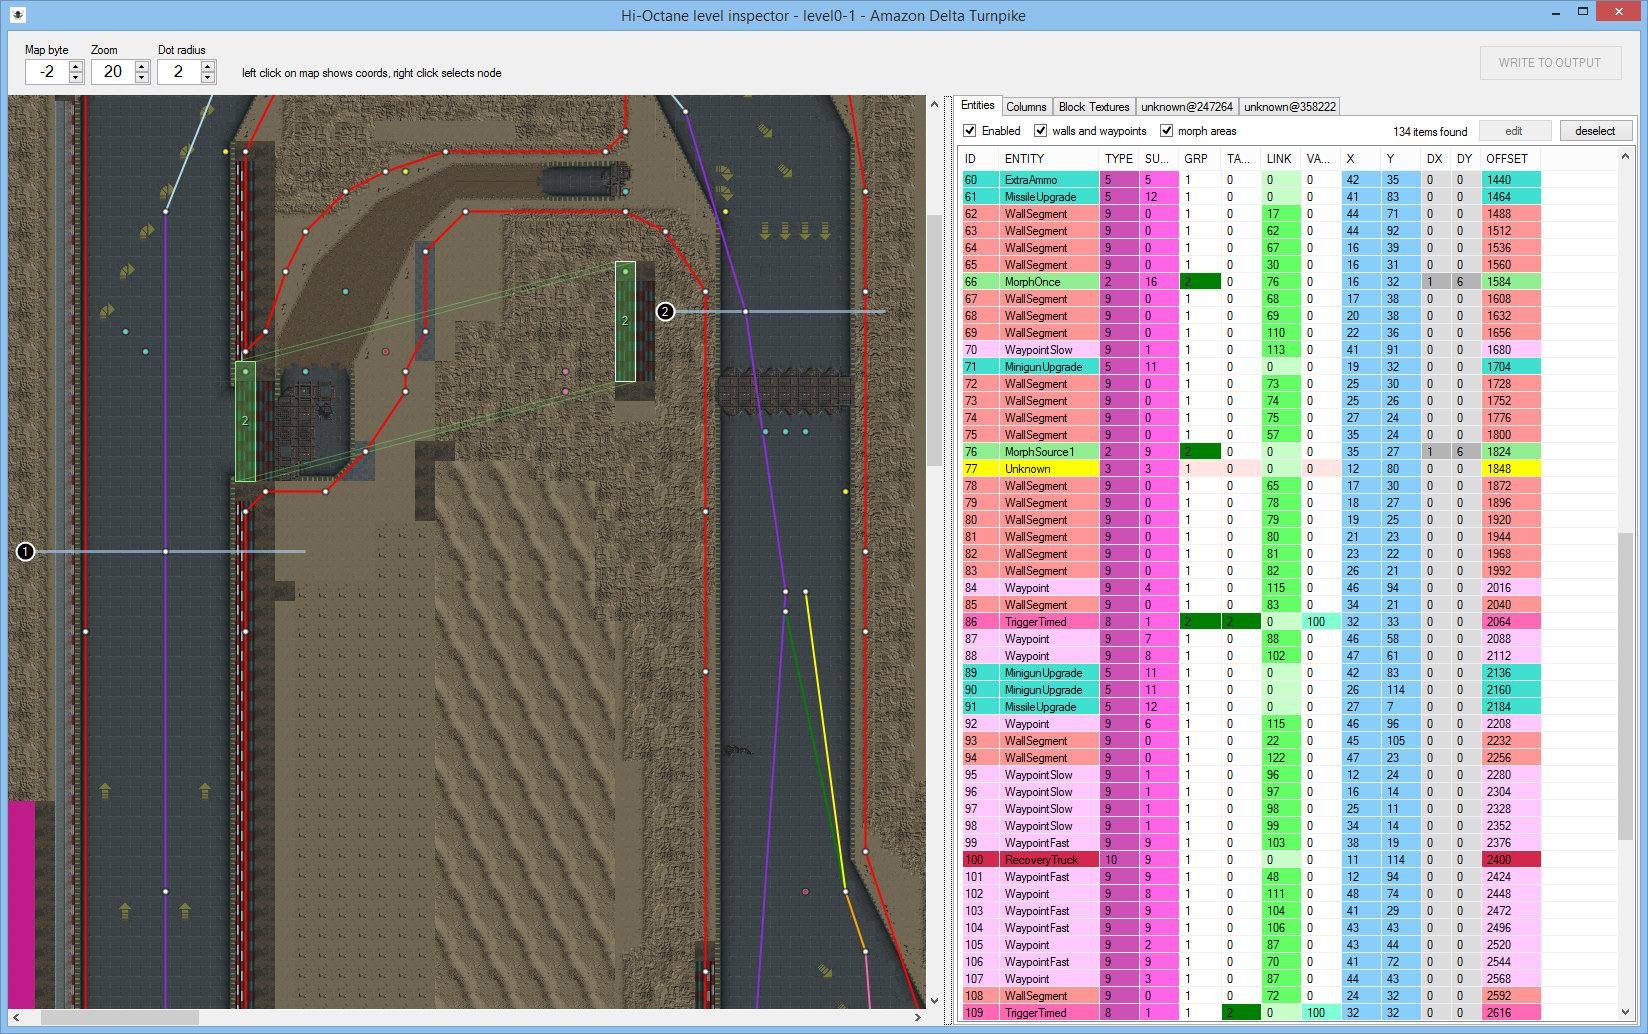 Hi-Octane level inspector - level0-1 - Amazon Delta Turnpike
Map byte Zoom Dot radius
-2 20 2 left click on map shows coords, right click selects node WRITE TO OUTPUT
Entities Columns Block Textures unknown@247264 unknown@358222
Enabled walls and waypoints morph areas 134 items found edit deselect
ID ENTITY TYPE SU... GRP TA... LINK VA... X Y DX DY OFFSET
60 ExtraAmmo 5 5 1 0 0 0 42 35 0 0 1440
61 MissileUpgrade 5 12 1 0 0 0 41 83 0 0 1464
62 WallSegment 9 0 1 0 17 0 44 71 0 0 1488
63 WallSegment 9 0 1 0 62 0 44 92 0 0 1512
64 WallSegment 9 0 1 0 67 0 16 39 0 0 1536
65 WallSegment 9 0 1 0 30 0 16 31 0 0 1560
66 MorphOnce 2 16 2 0 76 0 16 32 1 6 1584
67 WallSegment 9 0 1 0 68 0 17 38 0 0 1608
68 WallSegment 9 0 1 0 69 0 20 38 0 0 1632
69 WallSegment 9 0 1 0 110 0 22 36 0 0 1656
70 WaypointSlow 9 1 1 0 113 0 41 91 0 0 1680
71 MinigunUpgrade 5 11 1 0 0 0 19 32 0 0 1704
72 WallSegment 9 0 1 0 73 0 25 30 0 0 1728
73 WallSegment 9 0 1 0 74 0 25 26 0 0 1752
74 WallSegment 9 0 1 0 75 0 27 24 0 0 1776
75 WallSegment 9 0 1 0 57 0 35 24 0 0 1800
76 MorphSource1 2 9 2 0 0 0 35 27 1 6 1824
77 Unknown 3 3 1 0 0 0 12 80 0 0 1848
78 WallSegment 9 0 1 0 65 0 17 30 0 0 1872
79 WallSegment 9 0 1 0 78 0 18 27 0 0 1896
80 WallSegment 9 0 1 0 79 0 19 25 0 0 1920
81 WallSegment 9 0 1 0 80 0 21 23 0 0 1944
82 WallSegment 9 0 1 0 81 0 23 22 0 0 1968
83 WallSegment 9 0 1 0 82 0 26 21 0 0 1992
84 Waypoint 9 4 1 0 115 0 46 94 0 0 2016
85 WallSegment 9 0 1 0 83 0 34 21 0 0 2040
86 TriggerTimed 8 1 2 2 0 100 32 33 0 0 2064
87 Waypoint 9 7 1 0 88 0 46 58 0 0 2088
88 Waypoint 9 8 1 0 102 0 47 61 0 0 2112
89 MinigunUpgrade 5 11 1 0 0 0 42 83 0 0 2136
90 MinigunUpgrade 5 11 1 0 0 0 26 114 0 0 2160
91 MissileUpgrade 5 12 1 0 0 0 27 7 0 0 2184
92 Waypoint 9 6 1 0 115 0 46 96 0 0 2208
93 WallSegment 9 0 1 0 22 0 45 105 0 0 2232
94 WallSegment 9 0 1 0 122 0 47 23 0 0 2256
95 WaypointSlow 9 1 1 0 96 0 12 24 0 0 2280
96 WaypointSlow 9 1 1 0 97 0 16 14 0 0 2304
97 WaypointSlow 9 1 1 0 98 0 25 11 0 0 2328
98 WaypointSlow 9 1 1 0 99 0 34 14 0 0 2352
99 WaypointFast 9 9 1 0 103 0 38 19 0 0 2376
100 RecoveryTruck 10 9 1 0 0 0 11 114 0 0 2400
101 WaypointFast 9 9 1 0 48 0 12 94 0 0 2424
102 Waypoint 9 8 1 0 111 0 48 74 0 0 2448
103 WaypointFast 9 9 1 0 104 0 41 29 0 0 2472
104 WaypointFast 9 9 1 0 106 0 43 43 0 0 2496
105 Waypoint 9 2 1 0 87 0 43 44 0 0 2520
106 WaypointFast 9 9 1 0 70 0 41 72 0 0 2544
107 Waypoint 9 3 1 0 87 0 44 43 0 0 2568
108 WallSegment 9 0 1 0 72 0 24 32 0 0 2592
109 TriggerTimed 8 1 1 2 0 100 32 32 0 0 2616
2
2
2
1